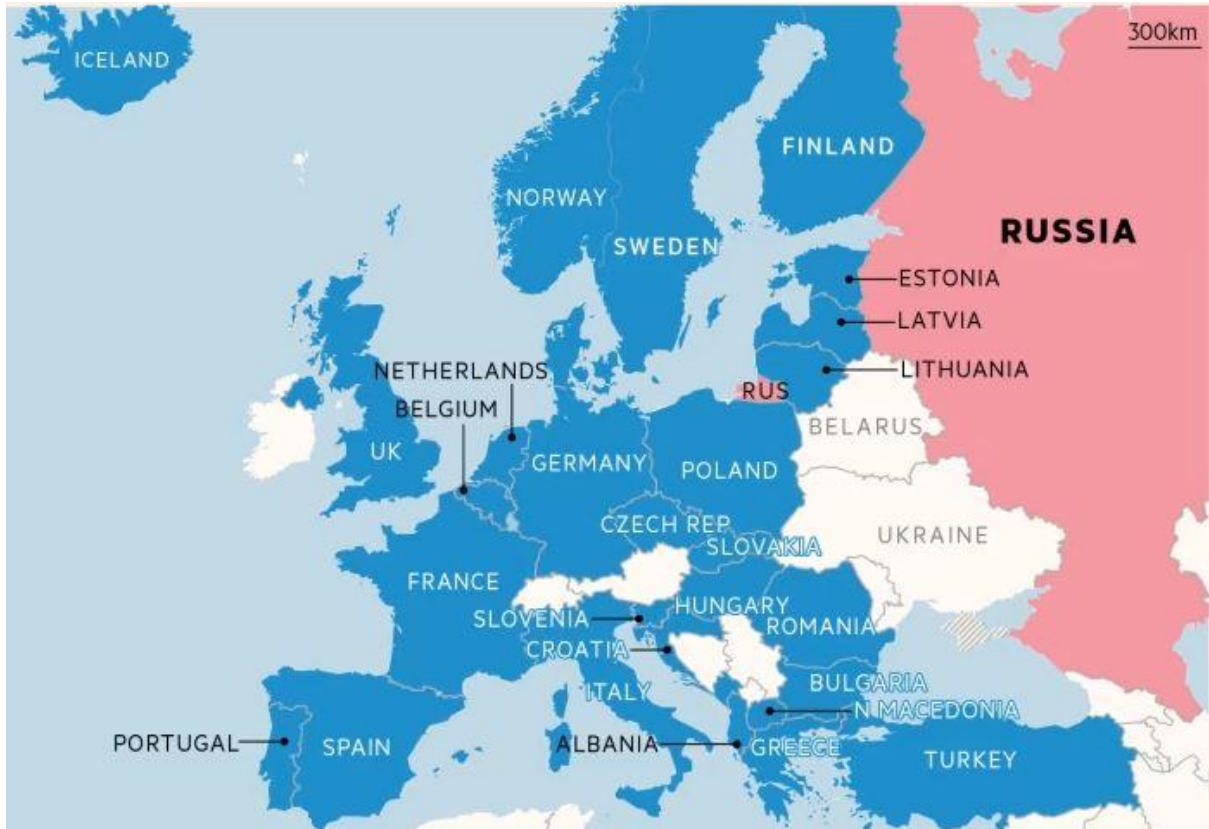 300km
ICELAND
FINLAND
NORWAY
RUSSIA
SWEDEN
ESTONIA
LATVIA
NETHERLANDS
LITHUANIA
RUS
BELGIUM
BELARUS
UK
GERMANY
POLAND
CZECH REP
UKRAINE
SLOVAKIA
FRANCE
HUNGARY
SLOVENIA
ROMANIA
CROATIA
BULGARIA
ITALY
N MACEDONIA
PORTUGAL
SPAIN
ALBANIA
GREECE
TURKEY